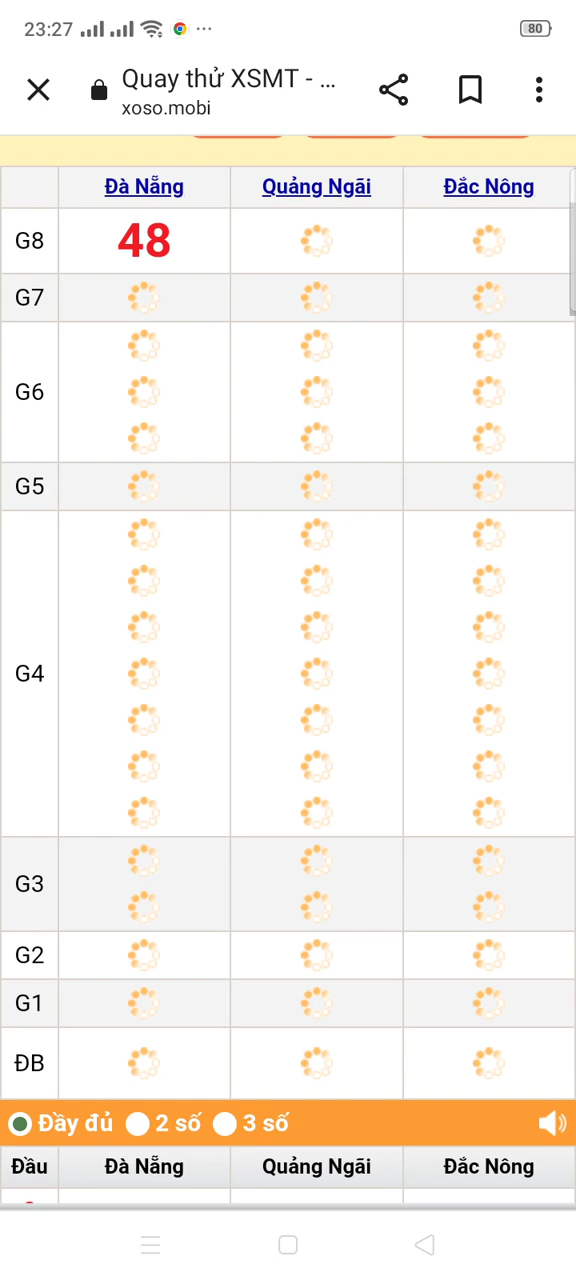 23:27 ... 80
Quay thử XSMT - ...
xoso.mobi
Đà Nẵng Quảng Ngãi Đắc Nông
G8 48
G7
G6
G5
G4
G3
G2
G1
ĐB
Đầy đủ 2 số 3 số
Đầu Đà Nẵng Quảng Ngãi Đắc Nông